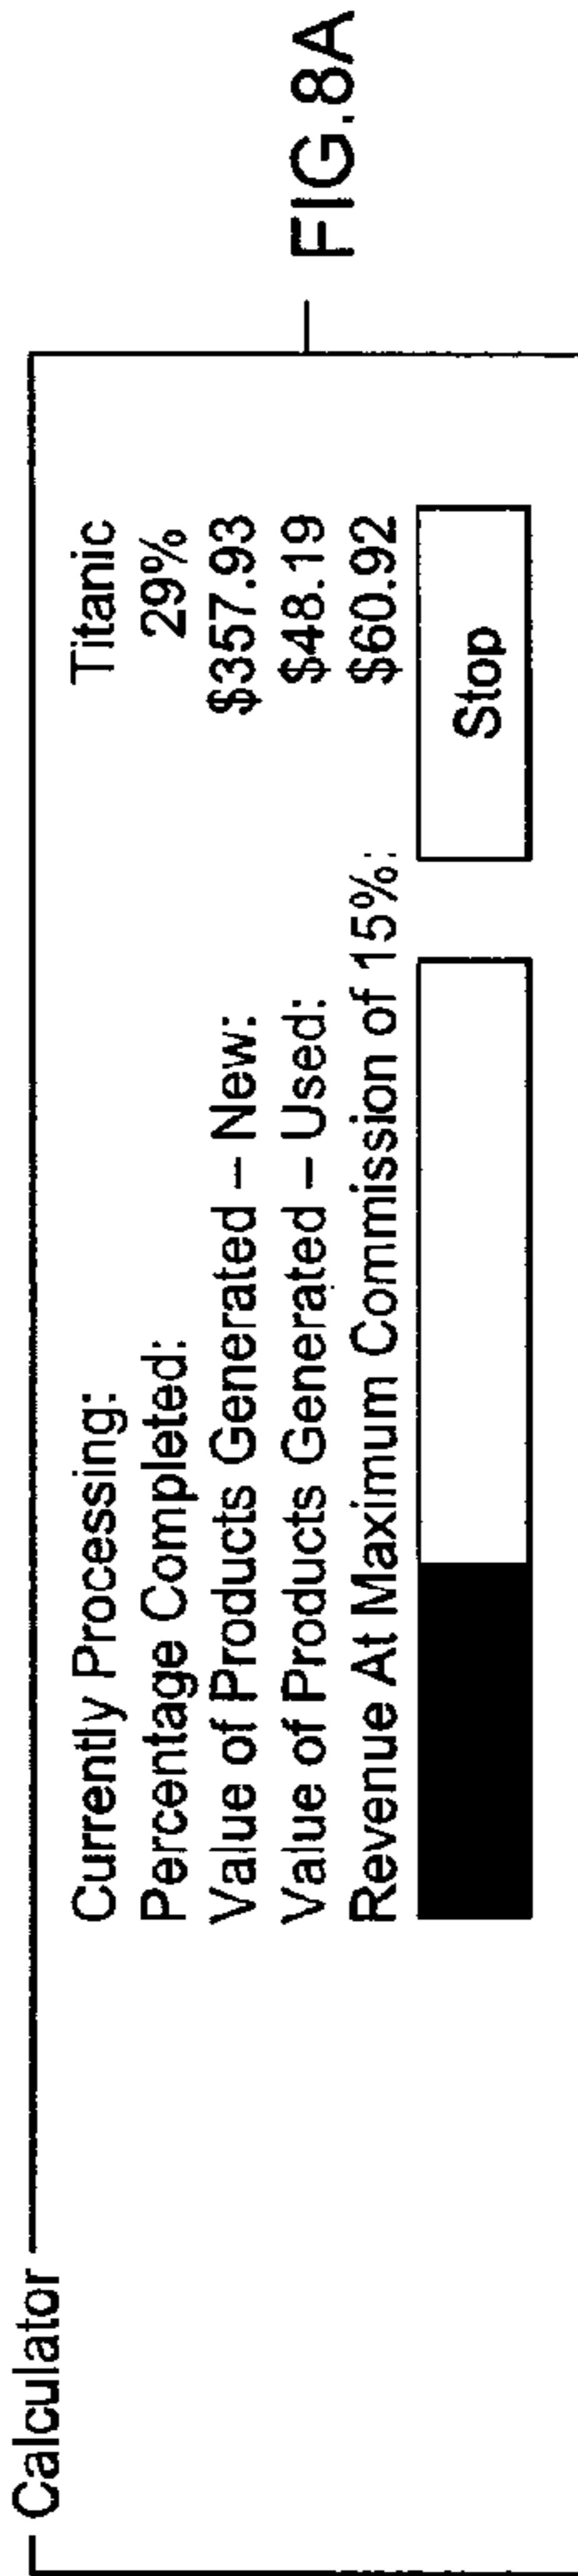 Calculator
Currently Processing: Titanic
Percentage Completed: 29%
Value of Products Generated – New: $357.93
Value of Products Generated – Used: $48.19
Revenue At Maximum Commission of 15%: $60.92
Stop
FIG.8A